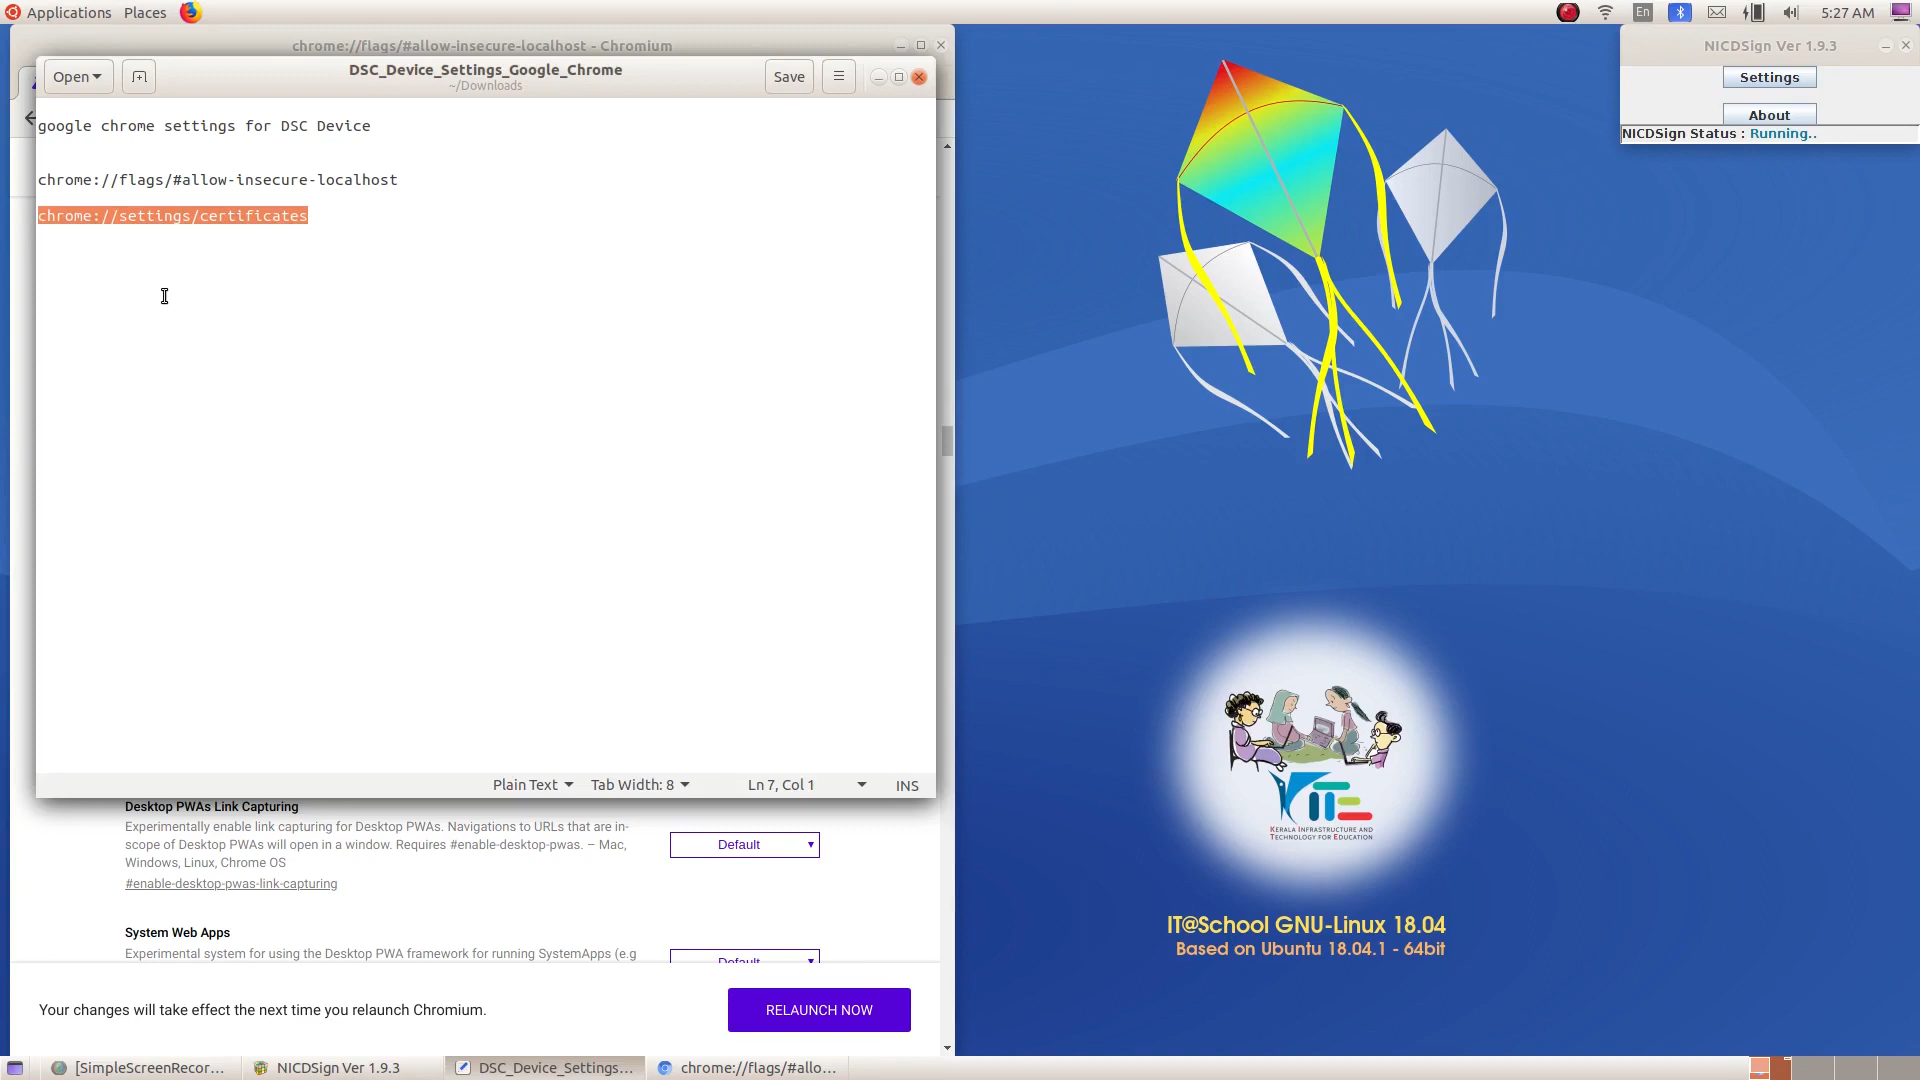 Applications Places
En
5:27 AM
chrome://flags/#allow-insecure-localhost - Chromium
NICDSign Ver 1.9.3
Settings
About
NICDSign Status : Running..
Open
DSC_Device_Settings_Google_Chrome
~/Downloads
Save
google chrome settings for DSC Device
chrome://flags/#allow-insecure-localhost
chrome://settings/certificates
Plain Text
Tab Width: 8
Ln 7, Col 1
INS
Desktop PWAs Link Capturing
Experimentally enable link capturing for Desktop PWAs. Navigations to URLs that are in-
scope of Desktop PWAs will open in a window. Requires #enable-desktop-pwas. – Mac,
Windows, Linux, Chrome OS
#enable-desktop-pwas-link-capturing
Default
System Web Apps
Experimental system for using the Desktop PWA framework for running SystemApps (e.g
Default
Your changes will take effect the next time you relaunch Chromium.
RELAUNCH NOW
KERALA INFRASTRUCTURE AND
TECHNOLOGY FOR EDUCATION
IT@School GNU-Linux 18.04
Based on Ubuntu 18.04.1 - 64bit
[SimpleScreenRecor...
NICDSign Ver 1.9.3
DSC_Device_Settings...
chrome://flags/#allo...